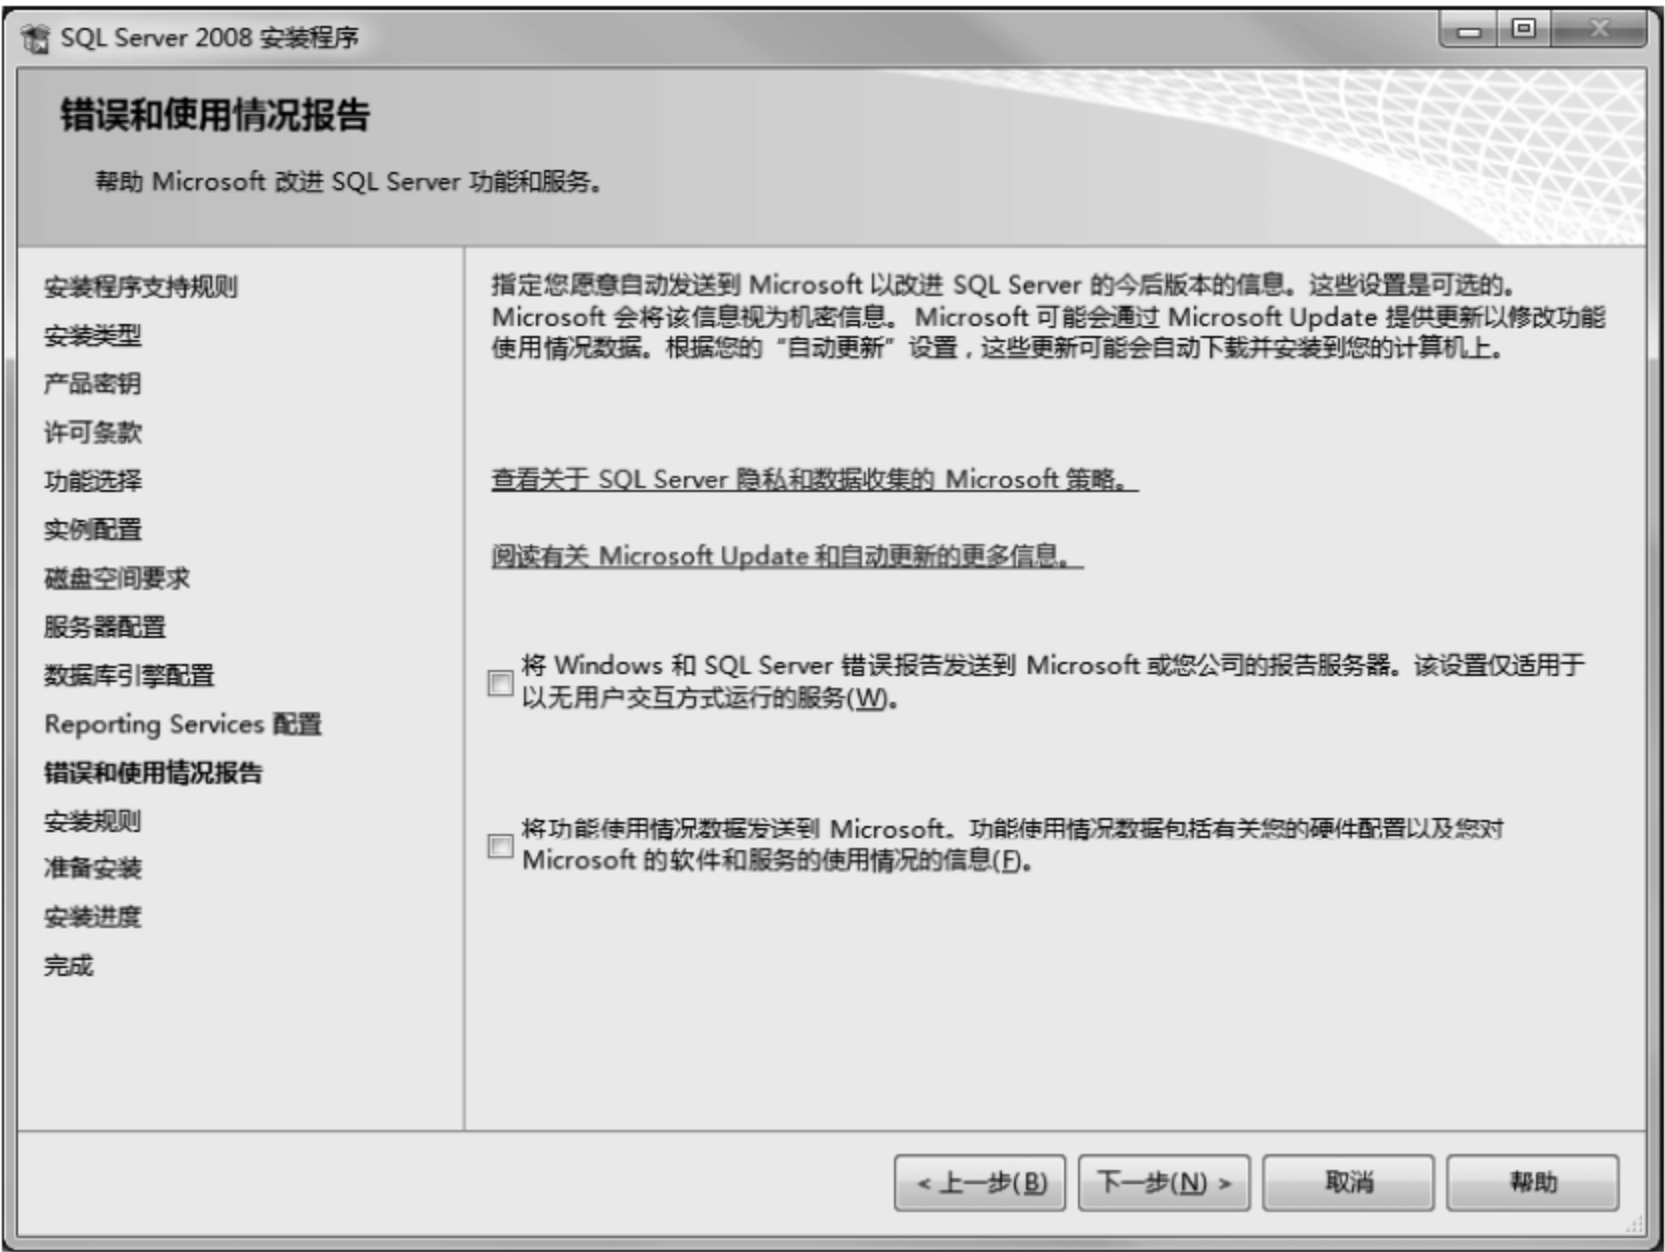 SQL Server 2008 安装程序
错误和使用情况报告
帮助 Microsoft 改进 SQL Server 功能和服务。
安装程序支持规则
安装类型
产品密钥
许可条款
功能选择
实例配置
磁盘空间要求
服务器配置
数据库引擎配置
Reporting Services 配置
错误和使用情况报告
安装规则
准备安装
安装进度
完成
指定您愿意自动发送到 Microsoft 以改进 SQL Server 的今后版本的信息。这些设置是可选的。
Microsoft 会将该信息视为机密信息。 Microsoft 可能会通过 Microsoft Update 提供更新以修改功能
使用情况数据。根据您的“自动更新”设置，这些更新可能会自动下载并安装到您的计算机上。
查看关于 SQL Server 隐私和数据收集的 Microsoft 策略。
阅读有关 Microsoft Update 和自动更新的更多信息。
将 Windows 和 SQL Server 错误报告发送到 Microsoft 或您公司的报告服务器。该设置仅适用于
以无用户交互方式运行的服务(W)。
将功能使用情况数据发送到 Microsoft。功能使用情况数据包括有关您的硬件配置以及您对
Microsoft 的软件和服务的使用情况的信息(F)。
< 上一步(B)
下一步(N) >
取消
帮助